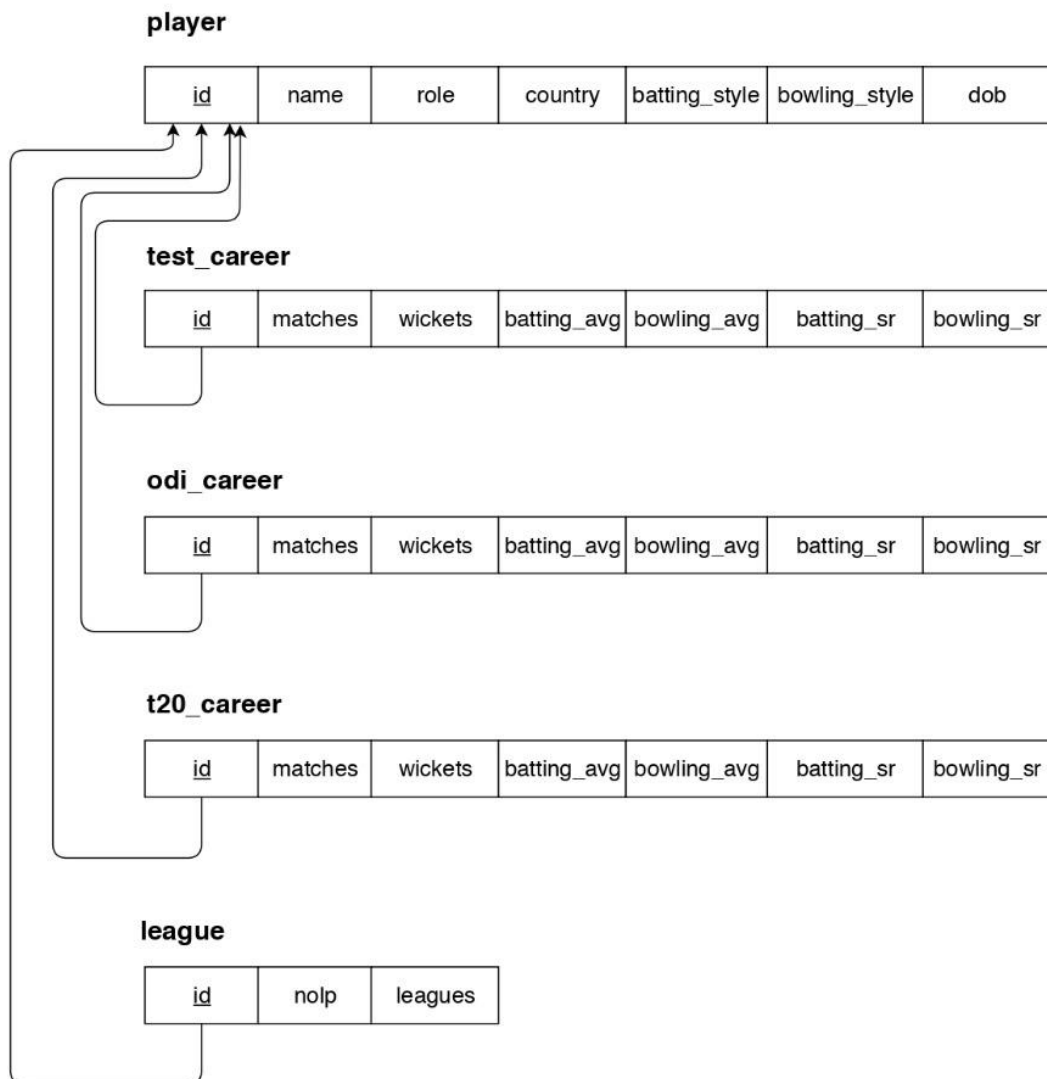 player
id name role country batting_style bowling_style dob
test_career
id matches wickets batting_avg bowling_avg batting_sr bowling_sr
odi_career
id matches wickets batting_avg bowling_avg batting_sr bowling_sr
t20_career
id matches wickets batting_avg bowling_avg batting_sr bowling_sr
league
id nolp leagues